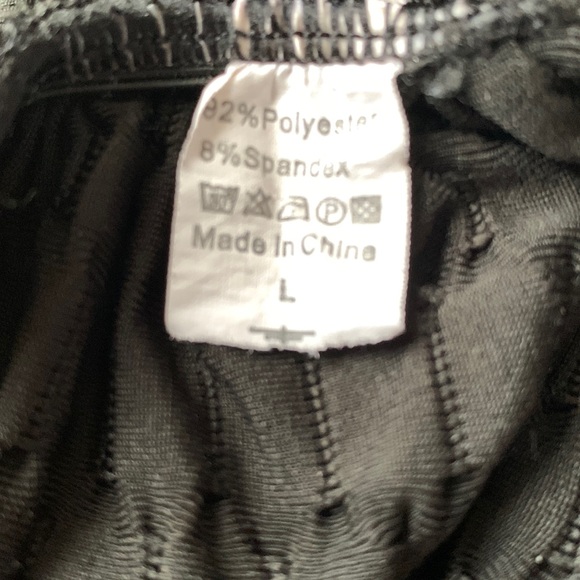 92%Polyester
8%Spandex
Made In China
L